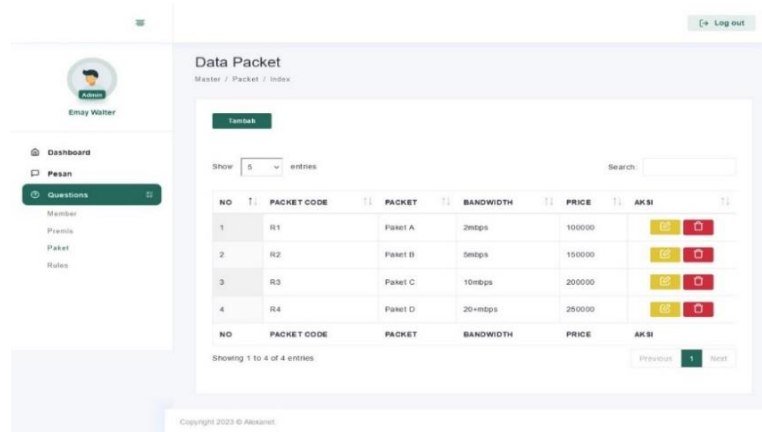 Log out
Admin
Emay Walter
Dashboard
Pesan
Questions
Member
Premis
Paket
Rules
Data Packet
Master / Packet / Index
Tambah
Show 5 entries
Search:
NO PACKET CODE PACKET BANDWIDTH PRICE AKSI
1 R1 Paket A 2mbps 100000
2 R2 Paket B 5mbps 150000
3 R3 Paket C 10mbps 200000
4 R4 Paket D 20+mbps 250000
NO PACKET CODE PACKET BANDWIDTH PRICE AKSI
Showing 1 to 4 of 4 entries
Previous 1 Next
Copyright 2023 © Alexanet.